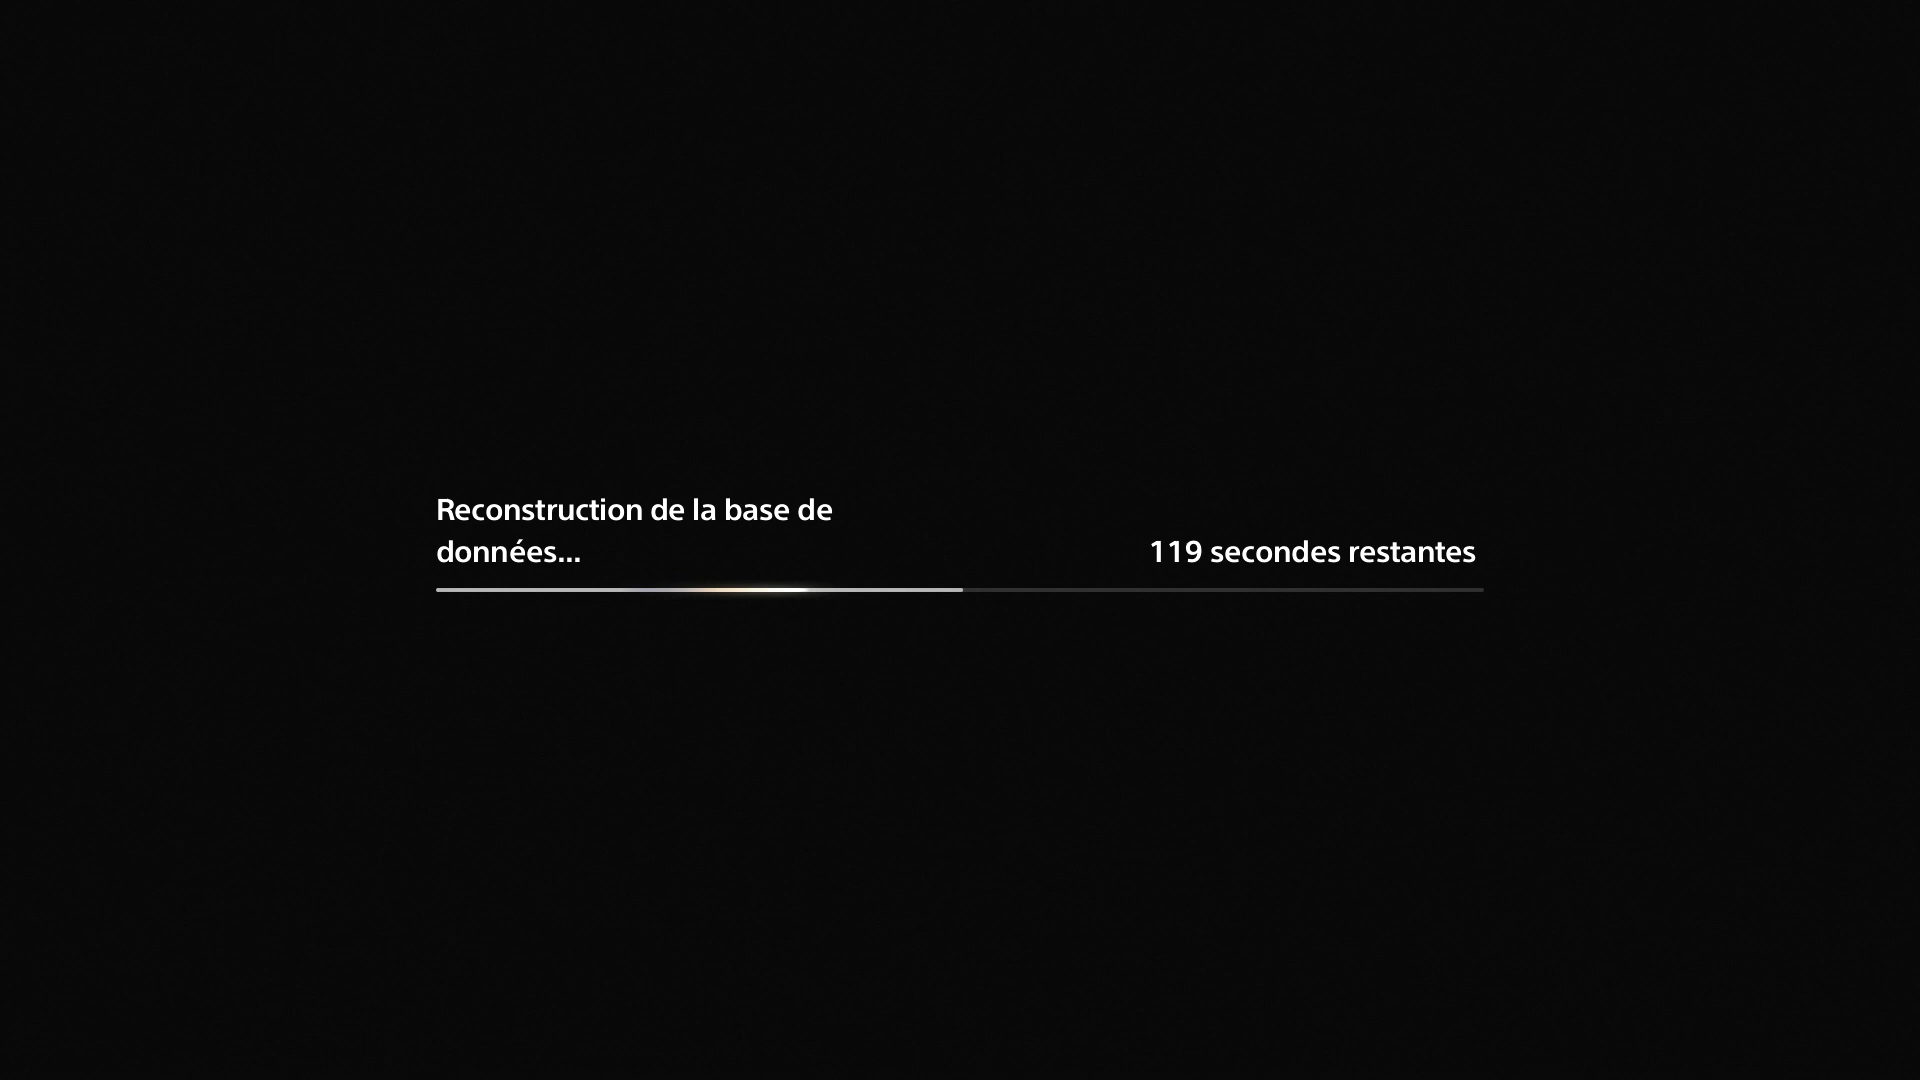 Reconstruction de la base de
données...
119 secondes restantes